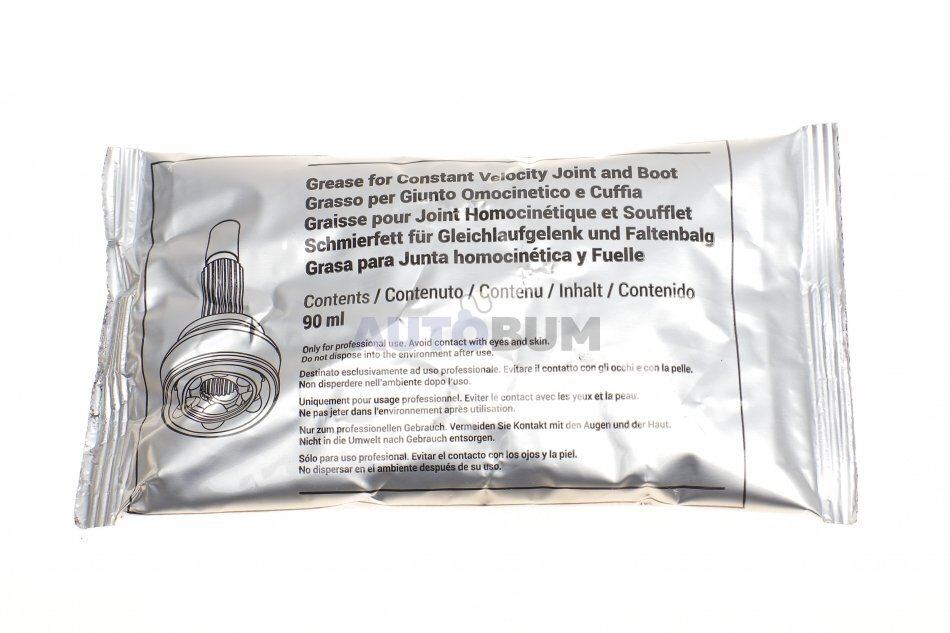 Grease for Constant Velocity Joint and Boot
Grasso per Giunto Omocinetico e Cuffia
Graisse pour Joint Homocinétique et Soufflet
Schmierfett für Gleichlaufgelenk und Faltenbalg
Grasa para Junta homocinética y Fuelle
Contents / Contenuto / Contenu / Inhalt / Contenido
90 ml
AUTOBUM
Only for professional use. Avoid contact with eyes and skin.
Do not dispose into the environment after use.
Destinato esclusivamente ad uso professionale. Evitare il contatto con gli occhi e con la pelle.
Non disperdere nell'ambiente dopo l'uso.
Uniquement pour usage professionnel. Eviter le contact avec les yeux et la peau.
Ne pas jeter dans l'environnement après utilisation.
Nur zum professionellen Gebrauch. Vermeiden Sie Kontakt mit den Augen und der Haut.
Nicht in die Umwelt nach Gebrauch entsorgen.
Sólo para uso profesional. Evitar el contacto con los ojos y la piel.
No dispersar en el ambiente después de su uso.